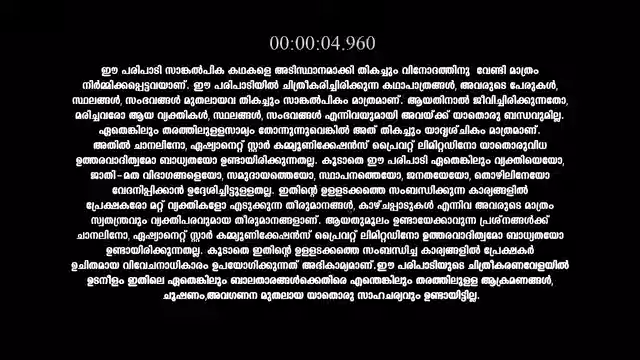 00:00:04.960
ഈ പരിപാടി സാങ്കൽപിക കഥകളെ അടിസ്ഥാനമാക്കി തികച്ചും വിനോദത്തിനു വേണ്ടി മാത്രം
നിർമ്മിക്കപ്പെട്ടവയാണ്. ഈ പരിപാടിയിൽ ചിത്രീകരിച്ചിരിക്കുന്ന കഥാപാത്രങ്ങൾ, അവരുടെ പേരുകൾ,
സ്ഥലങ്ങൾ, സംഭവങ്ങൾ മുതലായവ തികച്ചും സാങ്കൽപികം മാത്രമാണ്. ആയതിനാൽ ജീവിച്ചിരിക്കുന്നതോ,
മരിച്ചവരോ ആയ വ്യക്തികൾ, സ്ഥലങ്ങൾ, സംഭവങ്ങൾ എന്നിവയുമായി അവയ്ക്ക് യാതൊരു ബന്ധവുമില്ല.
ഏതെങ്കിലും തരത്തിലുള്ളസാമ്യം തോന്നുന്നുവെങ്കിൽ അത് തികച്ചും യാദൃശ്ചികം മാത്രമാണ്.
അതിൽ ചാനലിനോ, ഏഷ്യാനെറ്റ് സ്റ്റാർ കമ്മ്യൂണിക്കേഷൻസ് പ്രൈവറ്റ് ലിമിറ്റഡിനോ യാതൊരുവിധ
ഉത്തരവാദിത്വമോ ബാധ്യതയോ ഉണ്ടായിരിക്കുന്നതല്ല. കൂടാതെ ഈ പരിപാടി ഏതെങ്കിലും വ്യക്തിയെയോ,
ജാതി-മത വിഭാഗങ്ങളെയോ, സമുദായത്തെയോ, സ്ഥാപനത്തെയോ, ജനതയേയോ, തൊഴിലിനേയോ
വേദനിപ്പിക്കാൻ ഉദ്ദേശിച്ചിട്ടുള്ളതല്ല. ഇതിന്റെ ഉള്ളടക്കത്തെ സംബന്ധിക്കുന്ന കാര്യങ്ങളിൽ
പ്രേക്ഷകരോ മറ്റ് വ്യക്തികളോ എടുക്കുന്ന തീരുമാനങ്ങൾ, കാഴ്ചപ്പാടുകൾ എന്നിവ അവരുടെ മാത്രം
സ്വതന്ത്രവും വ്യക്തിപരവുമായ തീരുമാനങ്ങളാണ്. ആയതുമൂലം ഉണ്ടായേക്കാവുന്ന പ്രശ്നങ്ങൾക്ക്
ചാനലിനോ, ഏഷ്യാനെറ്റ് സ്റ്റാർ കമ്മ്യൂണിക്കേഷൻസ് പ്രൈവറ്റ് ലിമിറ്റഡിനോ ഉത്തരവാദിത്വമോ ബാധ്യതയോ
ഉണ്ടായിരിക്കുന്നതല്ല. കൂടാതെ ഇതിന്റെ ഉള്ളടക്കത്തെ സംബന്ധിച്ച കാര്യങ്ങളിൽ പ്രേക്ഷകർ
ഉചിതമായ വിവേചനാധികാരം ഉപയോഗിക്കുന്നത് അഭികാമ്യമാണ്.ഈ പരിപാടിയുടെ ചിത്രീകരണവേളയിൽ
ഉടനീളം ഇതിലെ ഏതെങ്കിലും ബാലതാരങ്ങൾക്കെതിരെ എന്തെങ്കിലും തരത്തിലുള്ള ആക്രമണങ്ങൾ,
ചൂഷണം,അവഗണന മുതലായ യാതൊരു സാഹചര്യവും ഉണ്ടായിട്ടില്ല.